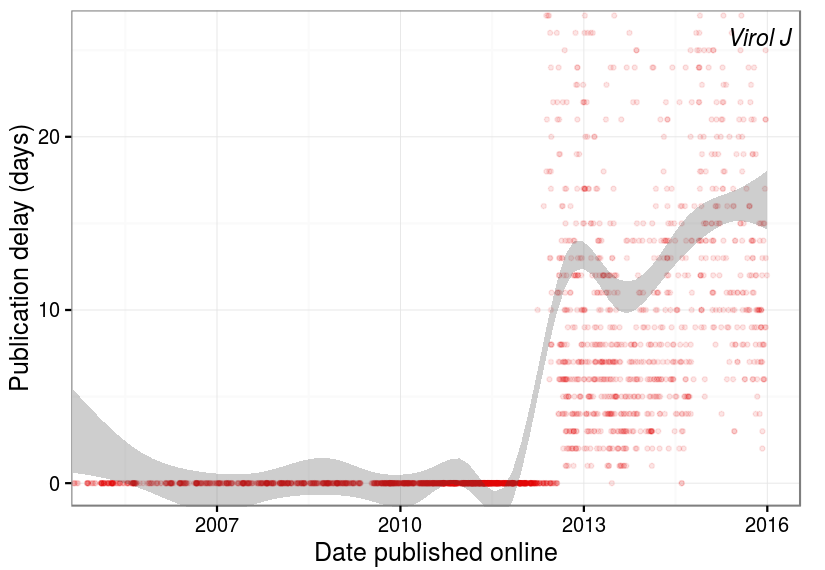 Virol J
Publication delay (days)
20
10
0
2007 2010 2013 2016
Date published online